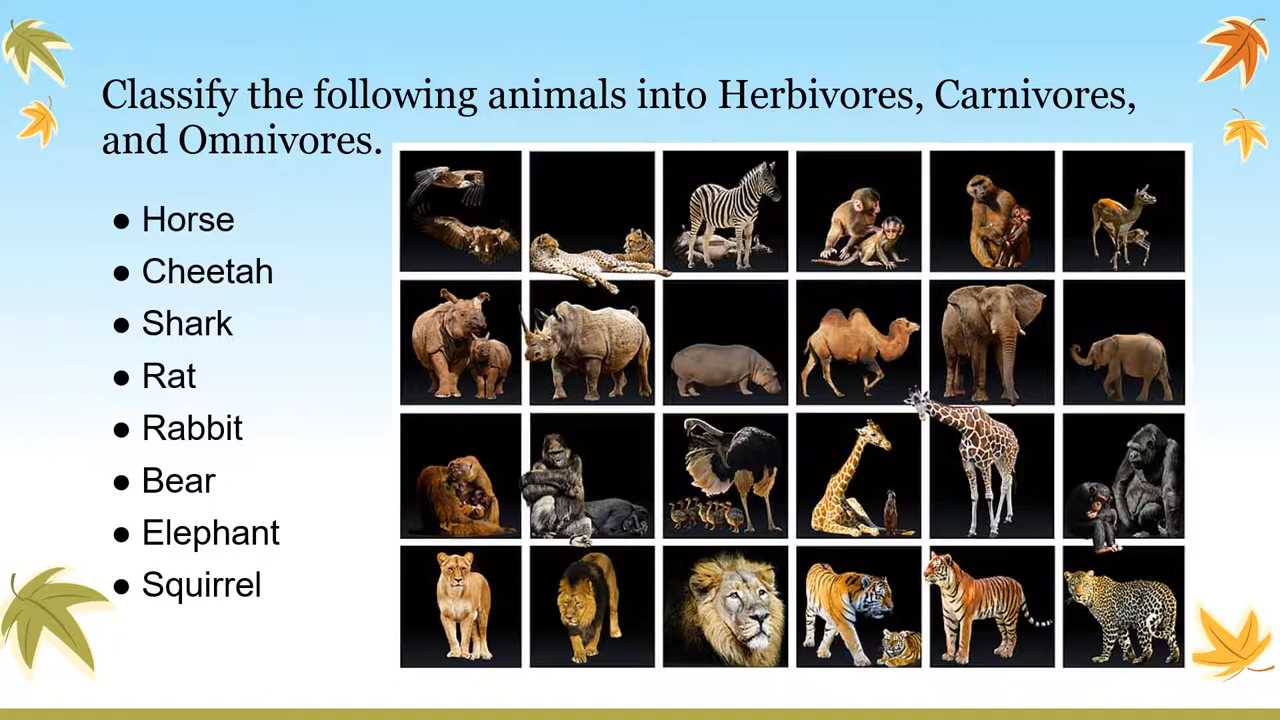 Classify the following animals into Herbivores, Carnivores,
and Omnivores.
● Horse
● Cheetah
● Shark
● Rat
● Rabbit
● Bear
● Elephant
● Squirrel